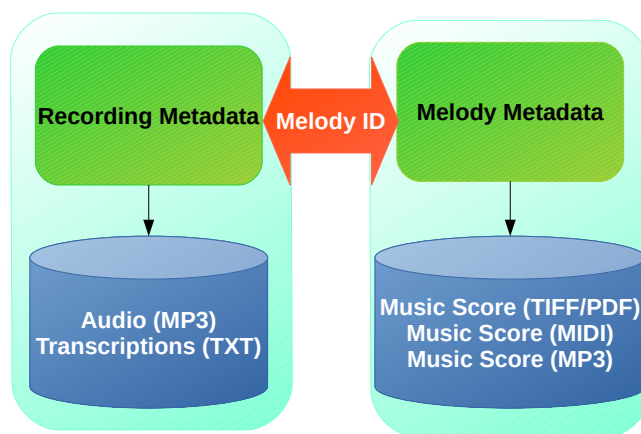 Recording Metadata
Melody ID
Melody Metadata
Audio (MP3)
Transcriptions (TXT)
Music Score (TIFF/PDF)
Music Score (MIDI)
Music Score (MP3)